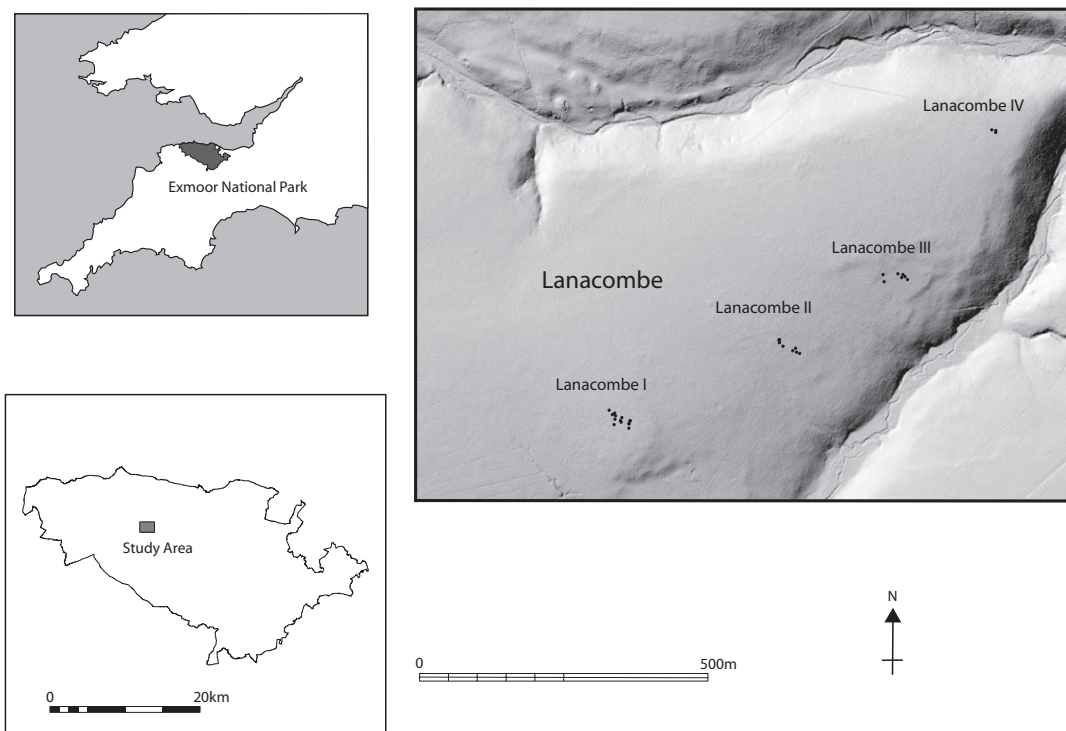 Exmoor National Park
Lanacombe IV
Lanacombe III
Lanacombe
Lanacombe II
Lanacombe I
Study Area
0 20km
0 500m
N